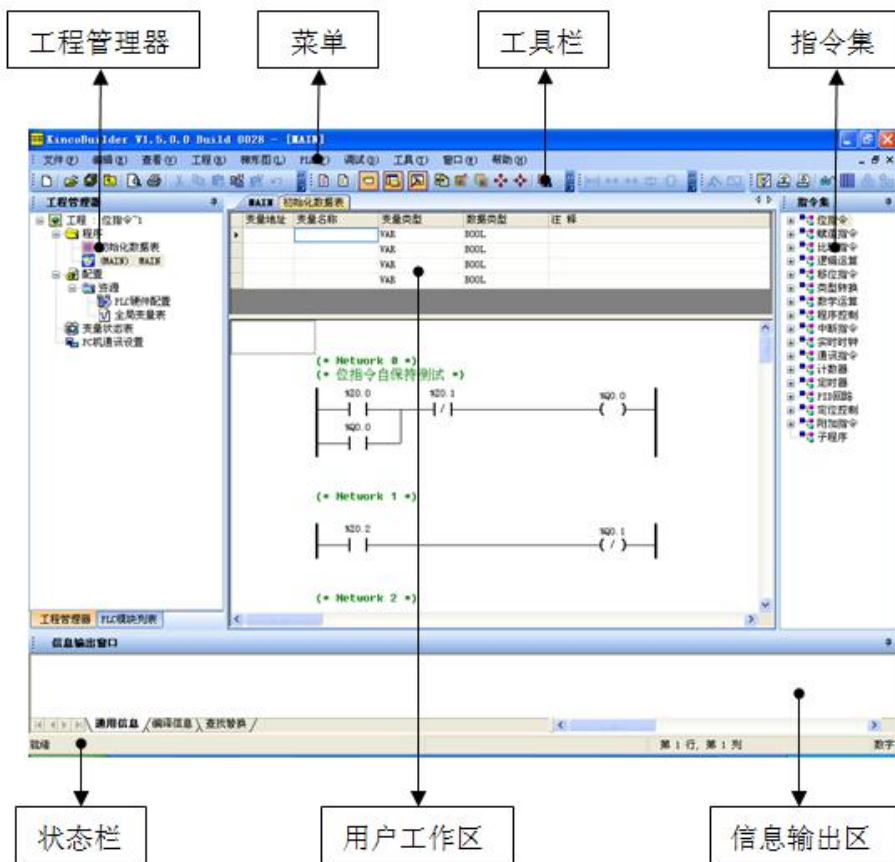 工程管理器
菜单
工具栏
指令集
KincoBuilder V1.5.0.0 Build 0028 - [MAIN]
文件(F) 编辑(E) 查看(V) 工程(R) 梯形图(L) 调试(D) 工具(T) 窗口(W) 帮助(H)
工程管理器
MAIN 初始化数据表
指令集
变量地址 变量名称 变量类型 数据类型 注 释
VAR BOOL
VAR BOOL
VAR BOOL
VAR BOOL
工程 : 位指令~1
程序
初始化数据表
(MAIN) MAIN
配置
资源
PLC硬件配置
全局变量表
变量状态表
PC机通讯设置
位指令
赋值指令
比较指令
逻辑运算
移位指令
类型转换
数学运算
程序控制
中断指令
实时时钟
通讯指令
计数器
定时器
PID回路
定位控制
附加指令
子程序
(* Network 0 *)
(* 位指令自保持测试 *)
%I0.0 %I0.1 %Q0.0
%Q0.0
(* Network 1 *)
%I0.2 %Q0.1
(* Network 2 *)
工程管理器 PLC模块列表
信息输出窗口
通用信息 编译信息 查找替换
就绪
第 1 行, 第 1 列
数字
状态栏
用户工作区
信息输出区